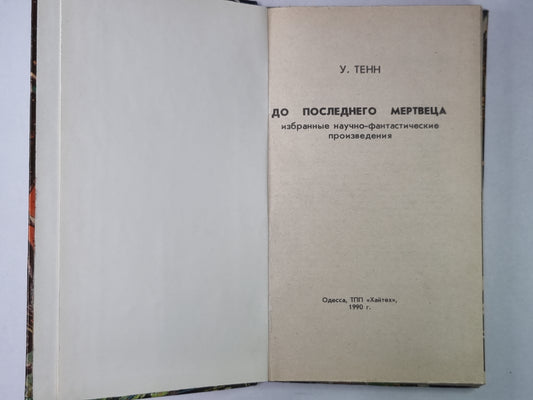 У. ТЕНН
ДО ПОСЛЕДНЕГО МЕРТВЕЦА
избранные научно-фантастические
произведения
Одесса, ТПП «Хайтех»,
1990 г.